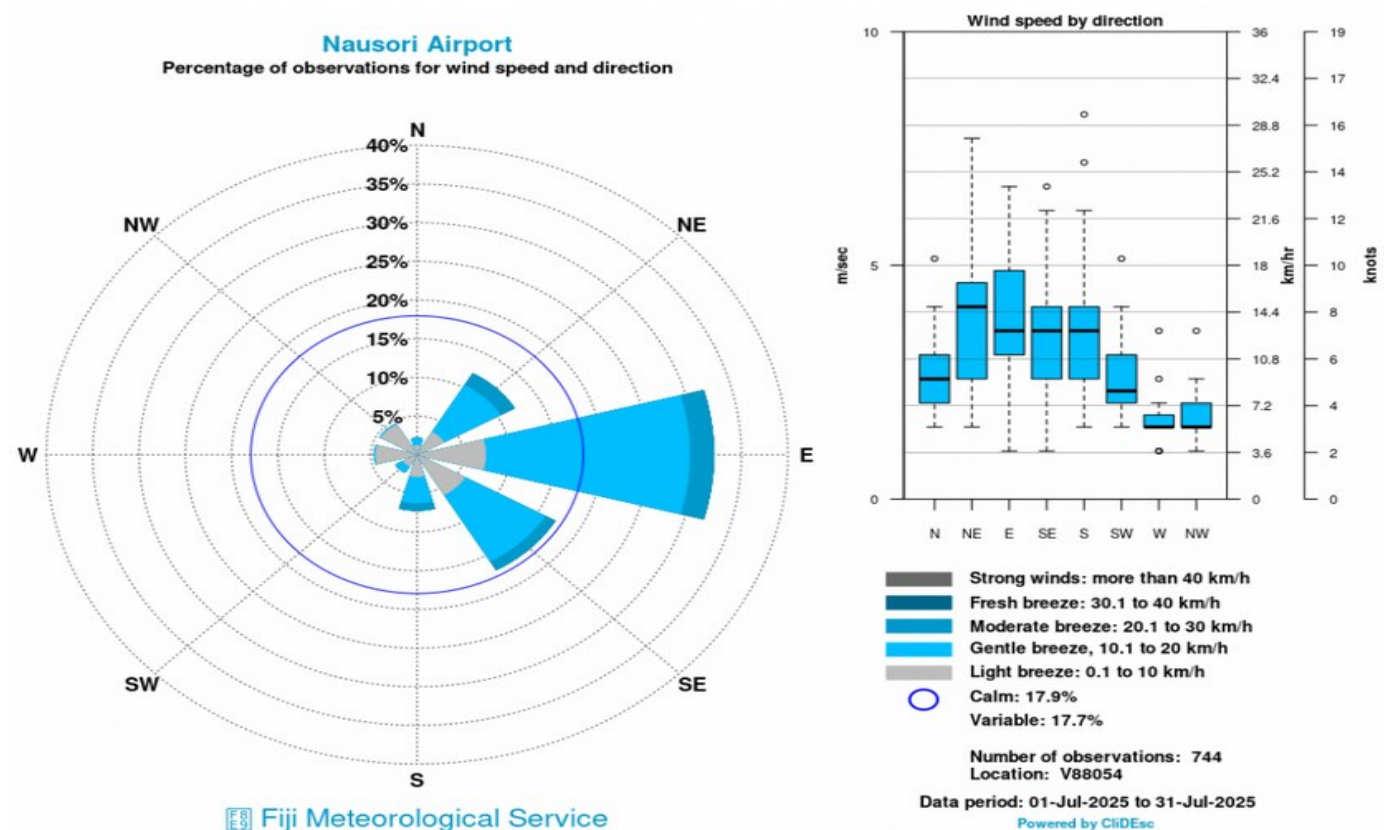 Nausori Airport
Percentage of observations for wind speed and direction
N
40%
35%
30%
25%
20%
15%
10%
5%
NW
NE
W
E
SW
SE
S
Fiji Meteorological Service
Wind speed by direction
10
5
0
m/sec
36
32.4
28.8
25.2
21.6
18
14.4
10.8
7.2
3.6
0
km/hr
19
17
16
14
12
10
8
6
4
2
0
knots
N NE E SE S SW W NW
Strong winds: more than 40 km/h
Fresh breeze: 30.1 to 40 km/h
Moderate breeze: 20.1 to 30 km/h
Gentle breeze, 10.1 to 20 km/h
Light breeze: 0.1 to 10 km/h
Calm: 17.9%
Variable: 17.7%
Number of observations: 744
Location: V88054
Data period: 01-Jul-2025 to 31-Jul-2025
Powered by CliDEsc